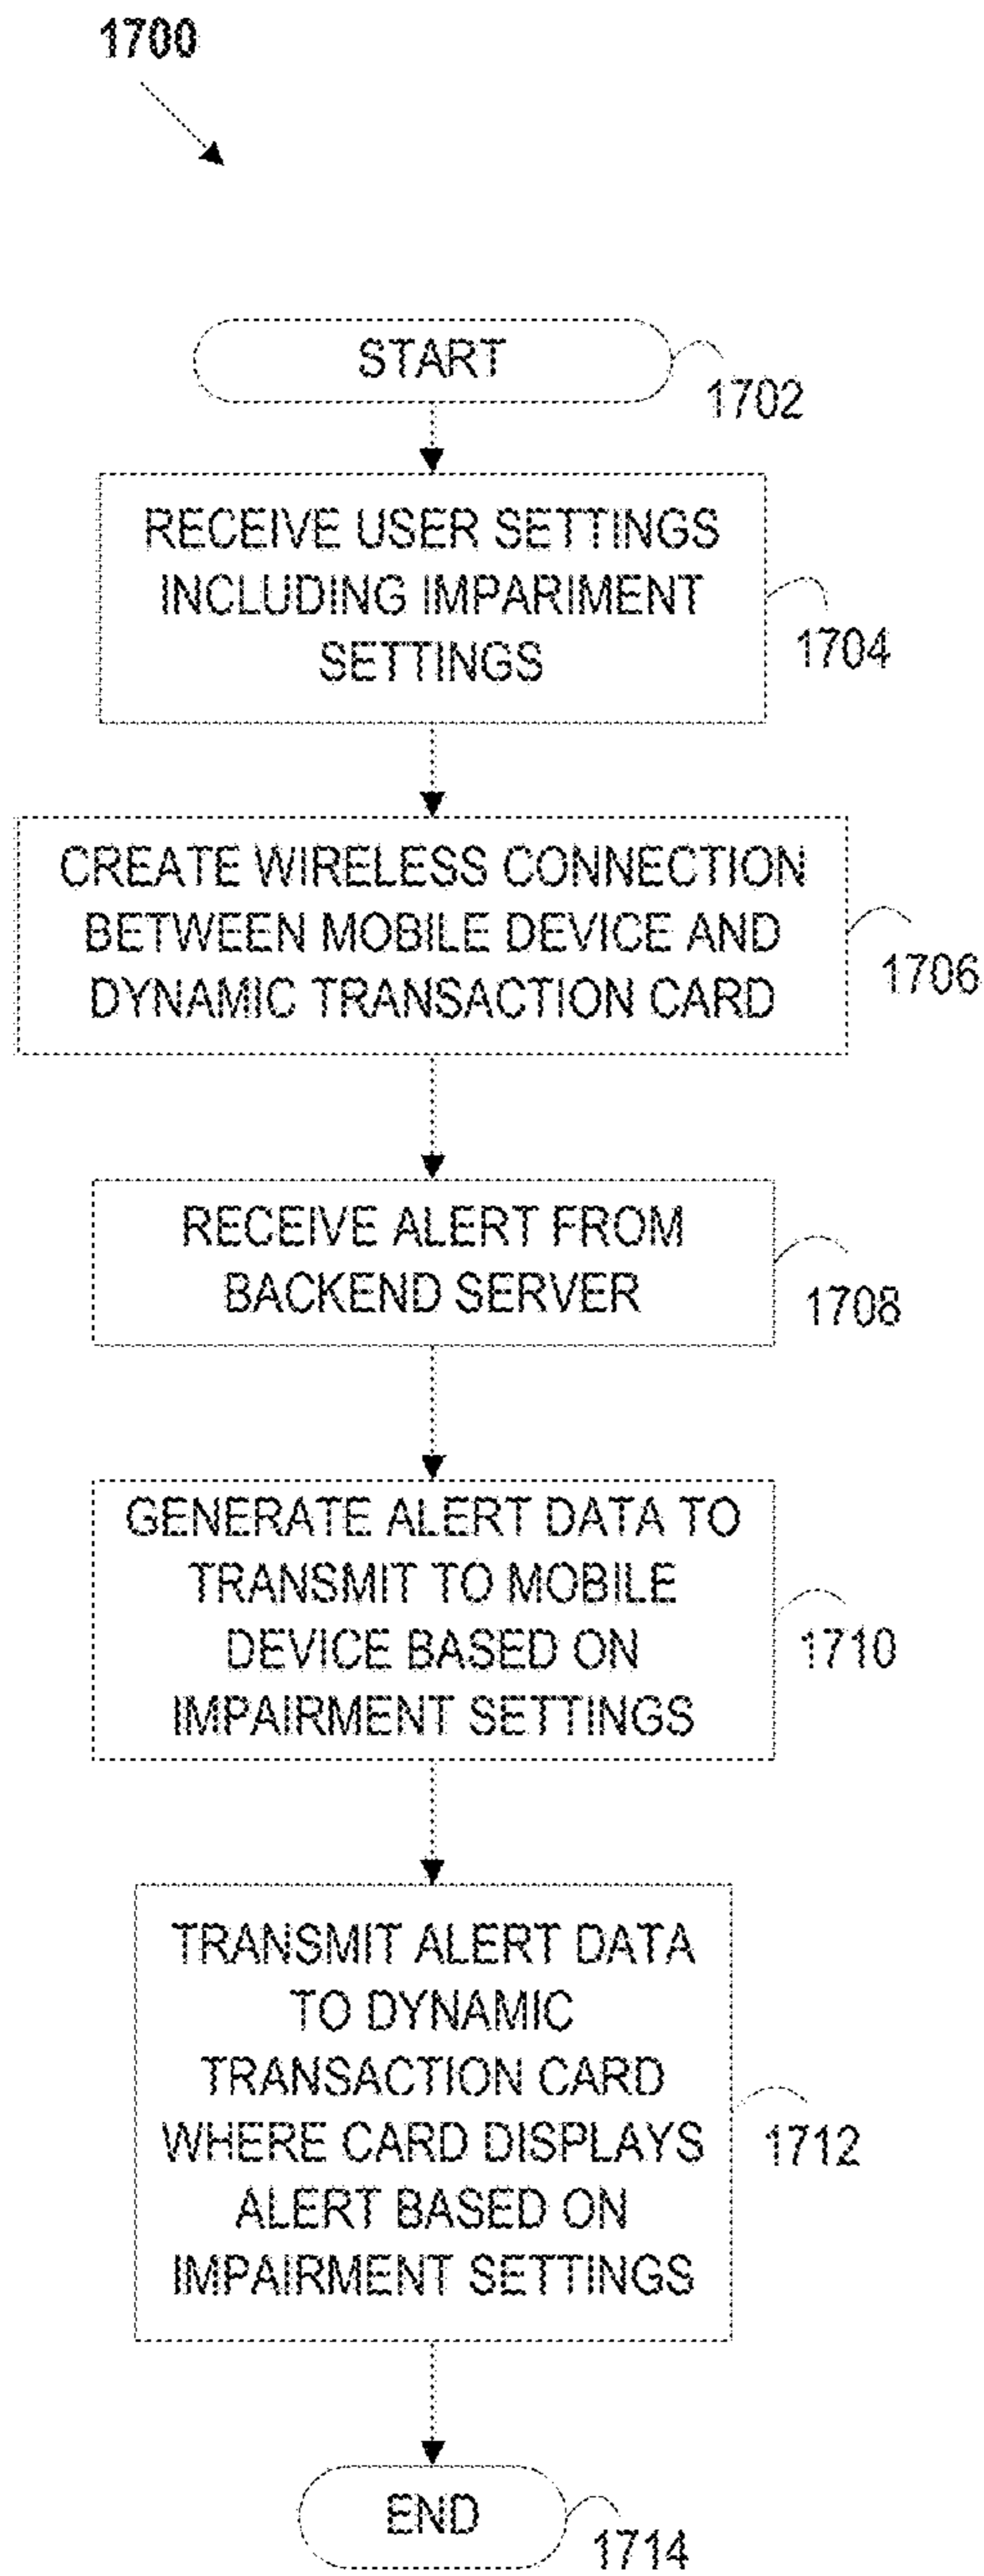 1700
START
1702
RECEIVE USER SETTINGS
INCLUDING IMPARIMENT
SETTINGS
1704
CREATE WIRELESS CONNECTION
BETWEEN MOBILE DEVICE AND
DYNAMIC TRANSACTION CARD
1706
RECEIVE ALERT FROM
BACKEND SERVER
1708
GENERATE ALERT DATA TO
TRANSMIT TO MOBILE
DEVICE BASED ON
IMPAIRMENT SETTINGS
1710
TRANSMIT ALERT DATA
TO DYNAMIC
TRANSACTION CARD
WHERE CARD DISPLAYS
ALERT BASED ON
IMPAIRMENT SETTINGS
1712
END
1714